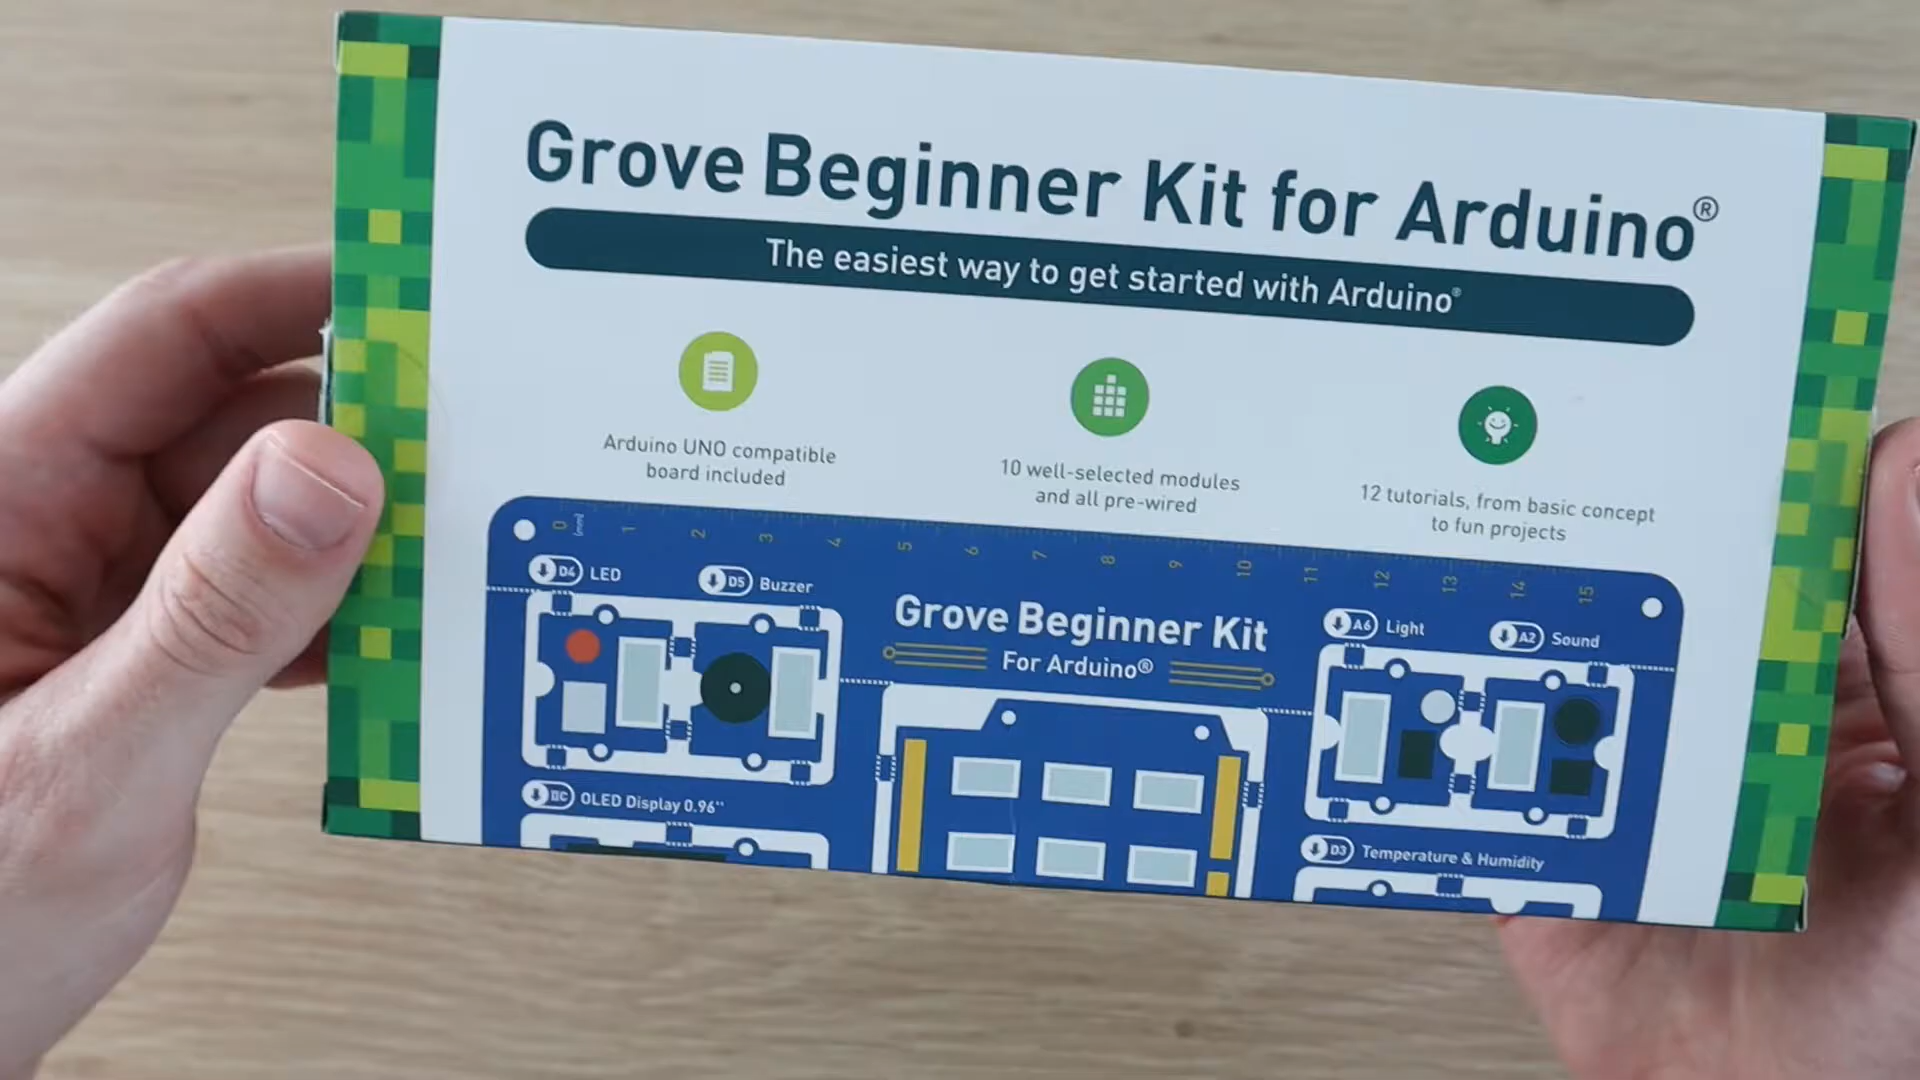 Grove Beginner Kit for Arduino®
The easiest way to get started with Arduino®
Arduino UNO compatible
board included
10 well-selected modules
and all pre-wired
12 tutorials, from basic concept
to fun projects
0 (mm) 1 2 3 4 5 6 7 8 9 10 11 12 13 14 15
D4 LED
D5 Buzzer
Grove Beginner Kit
For Arduino®
A6 Light
A2 Sound
IIC OLED Display 0.96''
D3 Temperature & Humidity